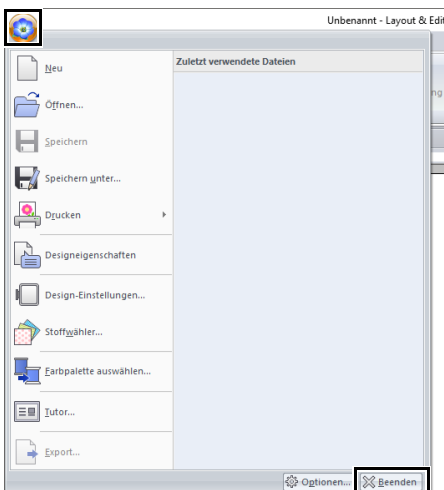 Unbenannt - Layout & Edit
Zuletzt verwendete Dateien
Neu
Öffnen...
Speichern
Speichern unter...
Drucken
Designeigenschaften
Design-Einstellungen...
Stoffwähler...
Farbpalette auswählen...
Tutor...
Export...
Optionen...
Beenden
ng